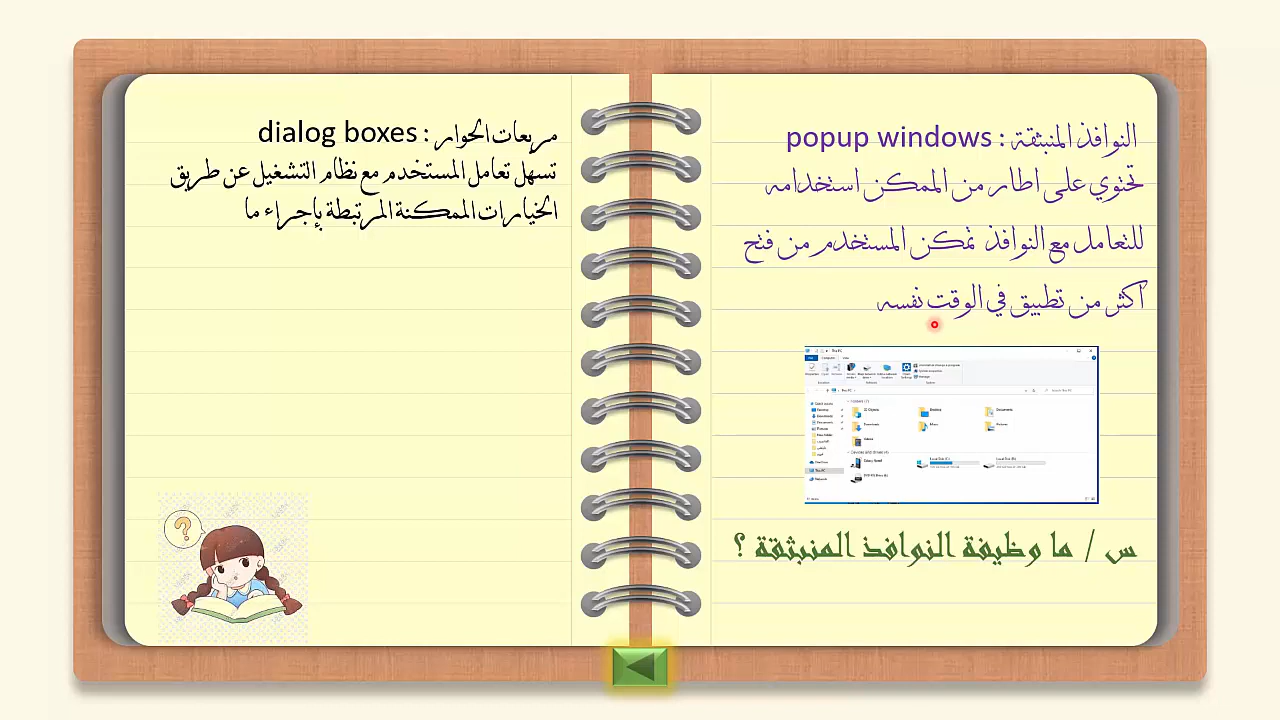 النوافذ المنبثقة : popup windows
تحتوي على اطار من الممكن استخدامه
للتعامل مع النوافذ تمكن المستخدم من فتح
اكثر من تطبيق في الوقت نفسه
س / ما وظيفة النوافذ المنبثقة ؟
مربعات الحوار : dialog boxes
تسهل تعامل المستخدم مع نظام التشغيل عن طريق
الخيارات الممكنة المرتبطة بإجراء ما